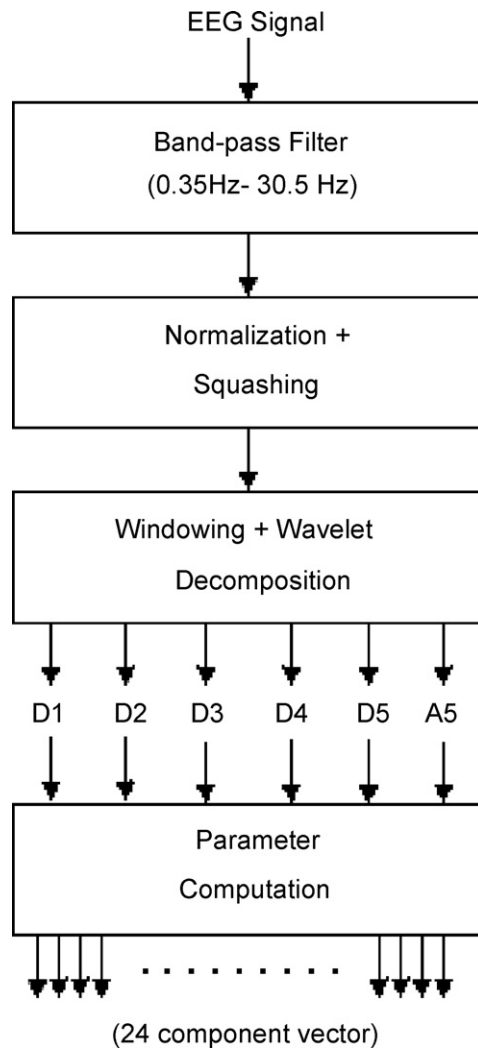 EEG Signal
Band-pass Filter
(0.35Hz- 30.5 Hz)
Normalization +
Squashing
Windowing + Wavelet
Decomposition
D1 D2 D3 D4 D5 A5
Parameter
Computation
. . . . . . . . .
(24 component vector)